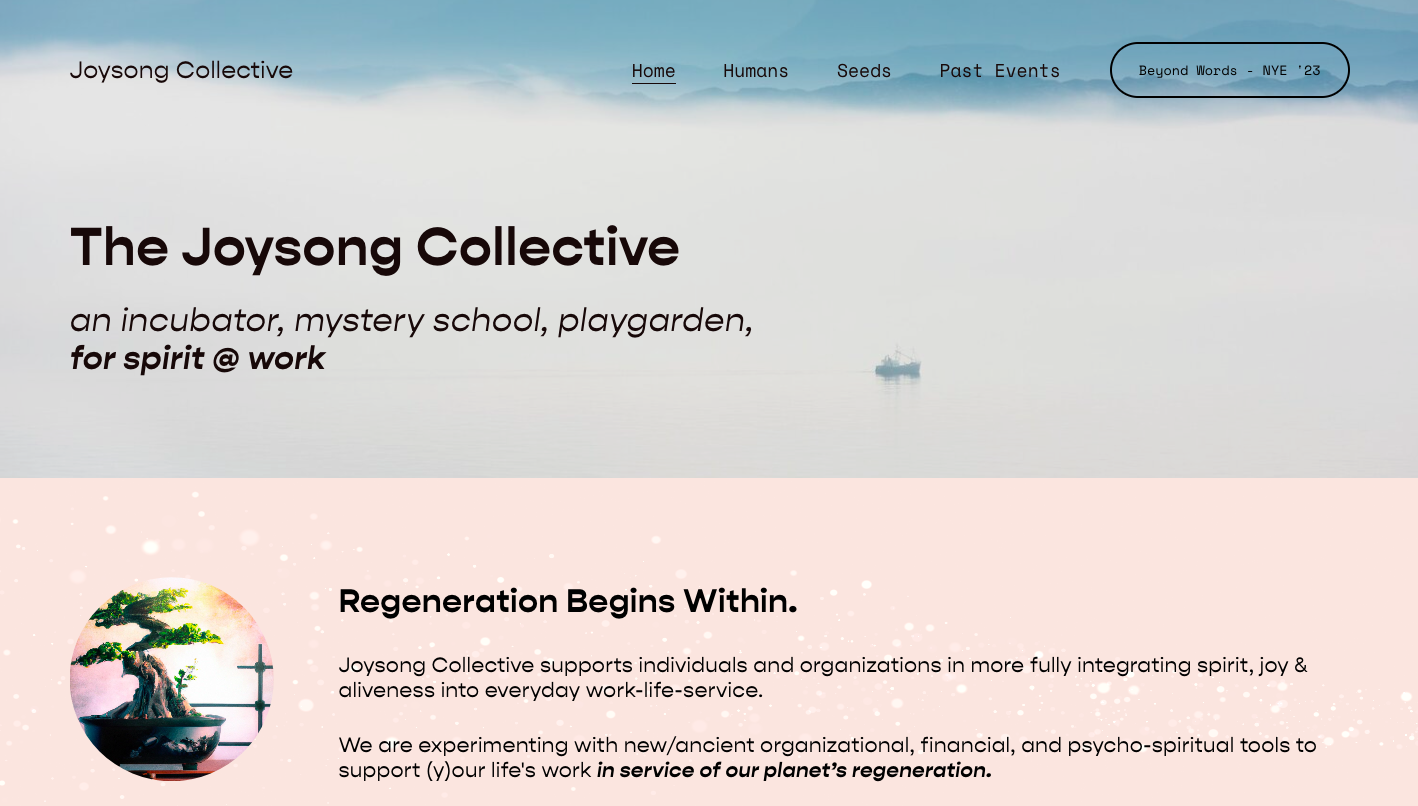 Joysong Collective
Home Humans Seeds Past Events Beyond Words - NYE '23
The Joysong Collective
an incubator, mystery school, playgarden,
for spirit @ work
Regeneration Begins Within.
Joysong Collective supports individuals and organizations in more fully integrating spirit, joy &
aliveness into everyday work-life-service.
We are experimenting with new/ancient organizational, financial, and psycho-spiritual tools to
support (y)our life's work in service of our planet’s regeneration.